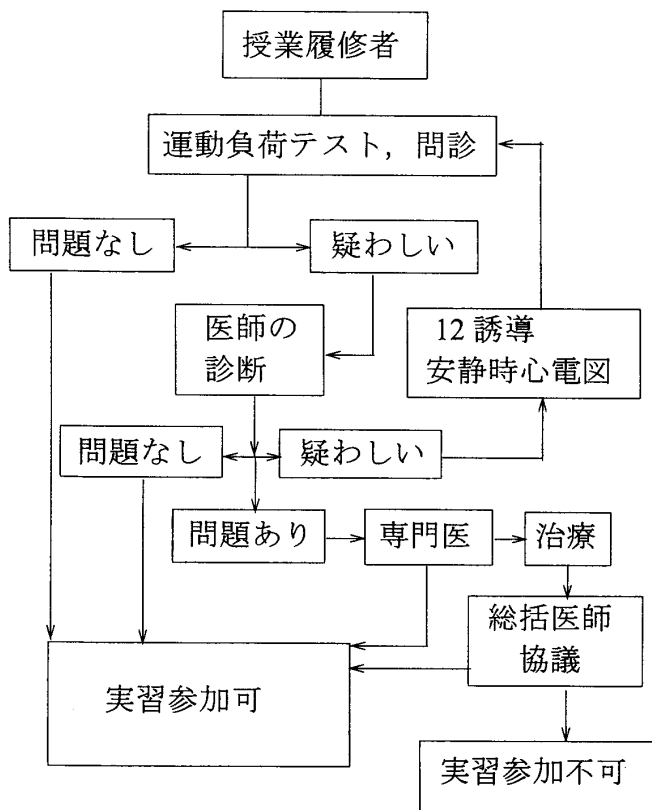 授業履修者
運動負荷テスト，問診
問題なし
疑わしい
医師の
診断
12誘導
安静時心電図
問題なし
疑わしい
問題あり
専門医
治療
総括医師
協議
実習参加可
実習参加不可